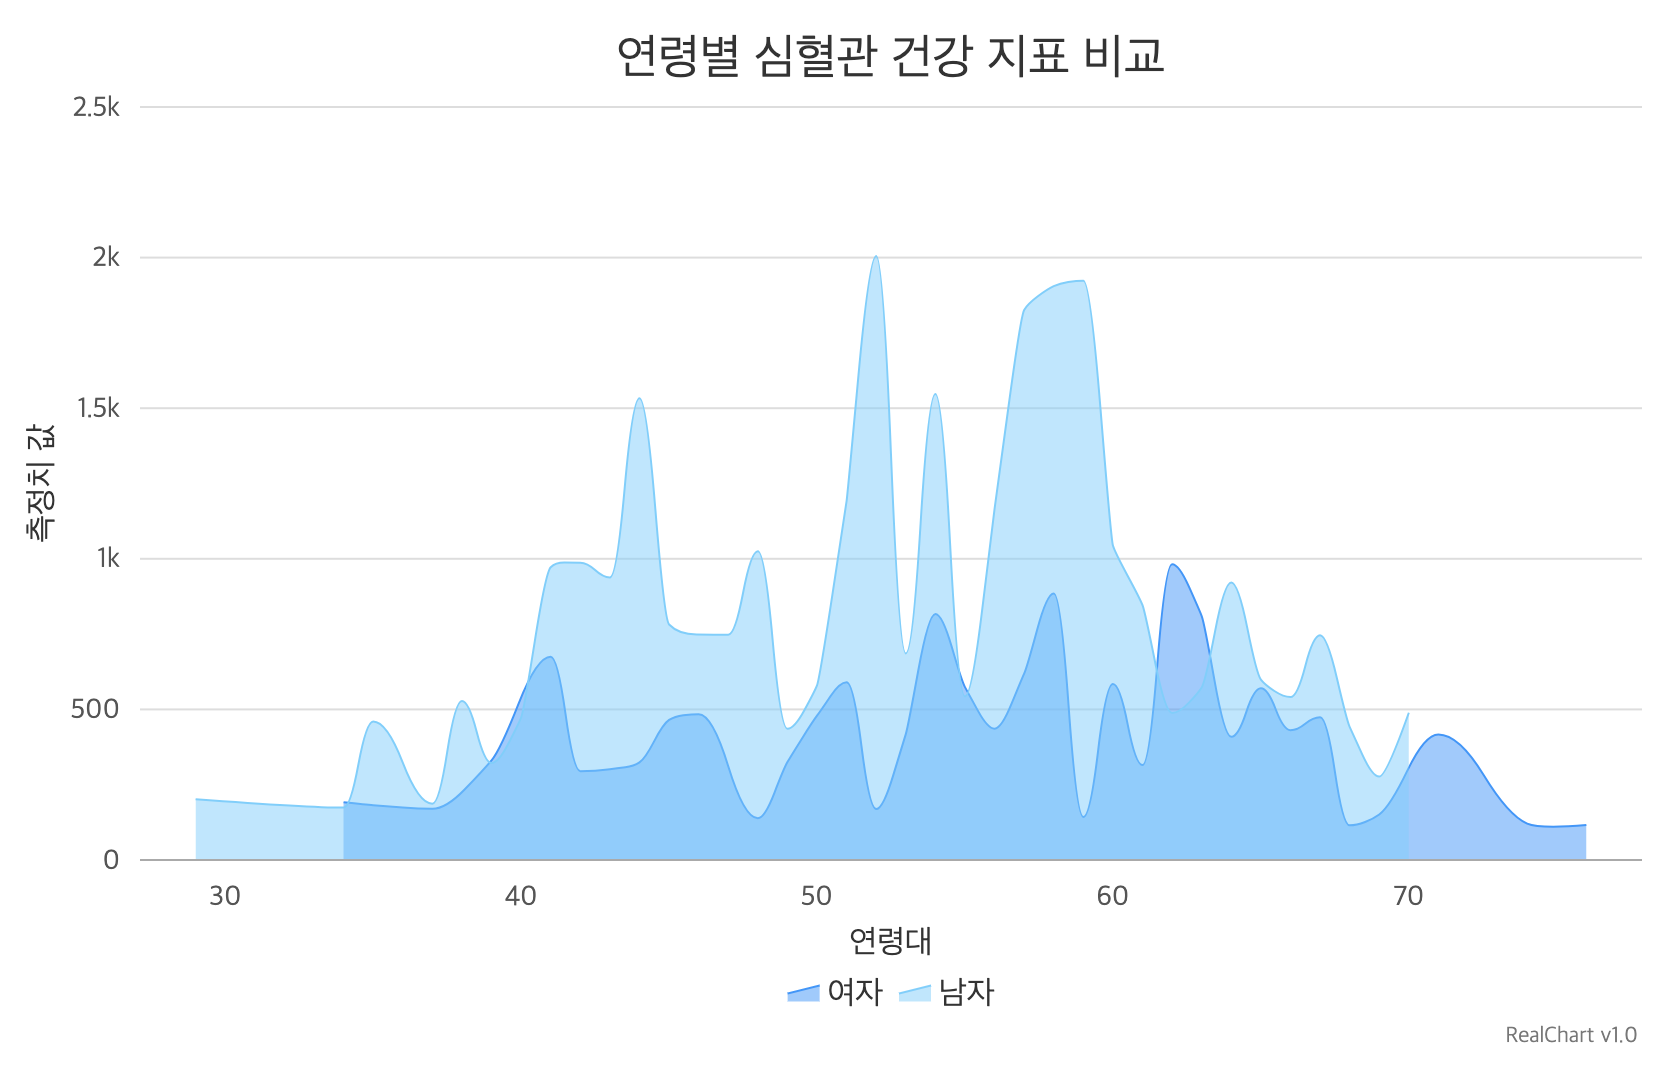 연령별 심혈관 건강 지표 비교
2.5k
2k
1.5k
1k
500
0
측정치 값
30 40 50 60 70
연령대
여자 남자
RealChart v1.0